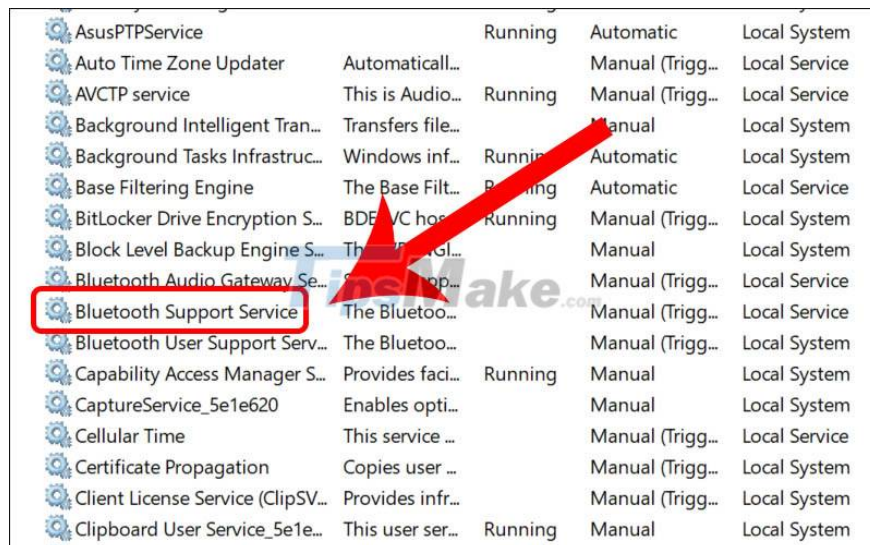 AsusPTPService Running Automatic Local System
Auto Time Zone Updater Automaticall... Manual (Trigg... Local Service
AVCTP service This is Audio... Running Manual (Trigg... Local Service
Background Intelligent Tran... Transfers file... Manual Local System
Background Tasks Infrastruc... Windows inf... Running Automatic Local System
Base Filtering Engine The Base Filt... Running Automatic Local Service
BitLocker Drive Encryption S... Running Manual (Trigg... Local System
Block Level Backup Engine S... Manual Local System
Bluetooth Audio Gateway Se... Manual (Trigg... Local Service
TipsMake.com
Bluetooth Support Service The Bluetoo... Manual (Trigg... Local Service
Bluetooth User Support Serv... The Bluetoo... Manual (Trigg... Local System
Capability Access Manager S... Provides faci... Running Manual Local System
CaptureService_5e1e620 Enables opti... Manual Local System
Cellular Time This service ... Manual (Trigg... Local Service
Certificate Propagation Copies user ... Manual (Trigg... Local System
Client License Service (ClipSV... Provides infr... Manual (Trigg... Local System
Clipboard User Service_5e1e... This user ser... Running Manual Local System